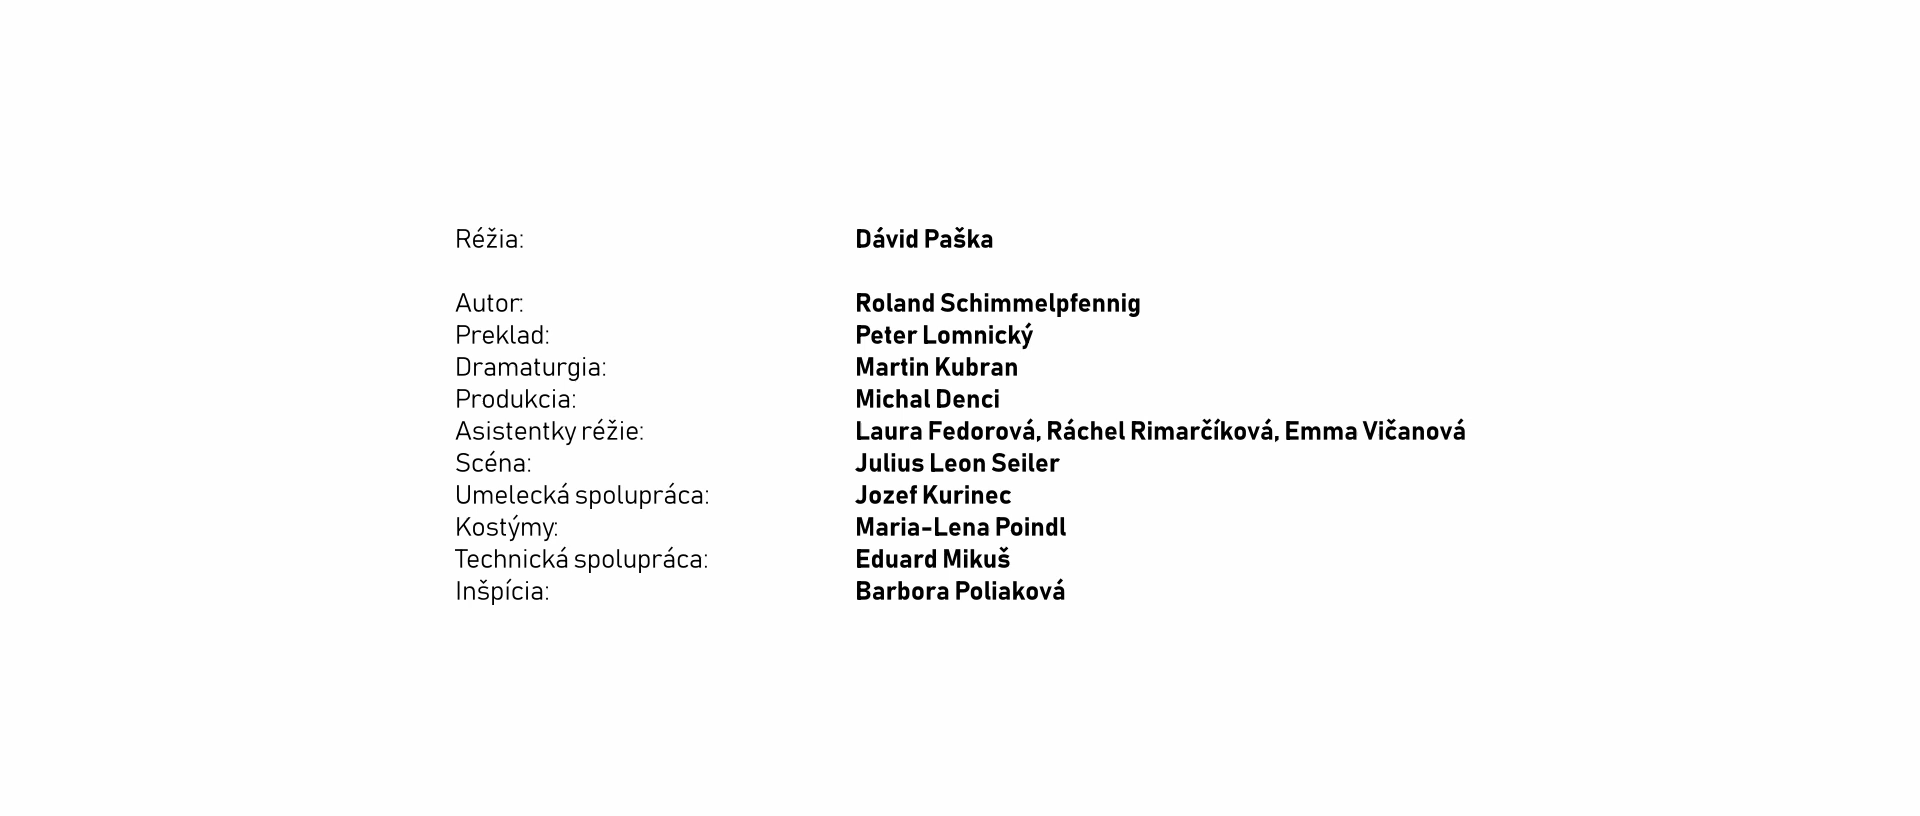 Réžia: Dávid Paška
Autor: Roland Schimmelpfennig
Preklad: Peter Lomnický
Dramaturgia: Martin Kubran
Produkcia: Michal Denci
Asistentky réžie: Laura Fedorová, Ráchel Rimarčíková, Emma Vičanová
Scéna: Julius Leon Seiler
Umelecká spolupráca: Jozef Kurinec
Kostýmy: Maria-Lena Poindl
Technická spolupráca: Eduard Mikuš
Inšpícia: Barbora Poliaková